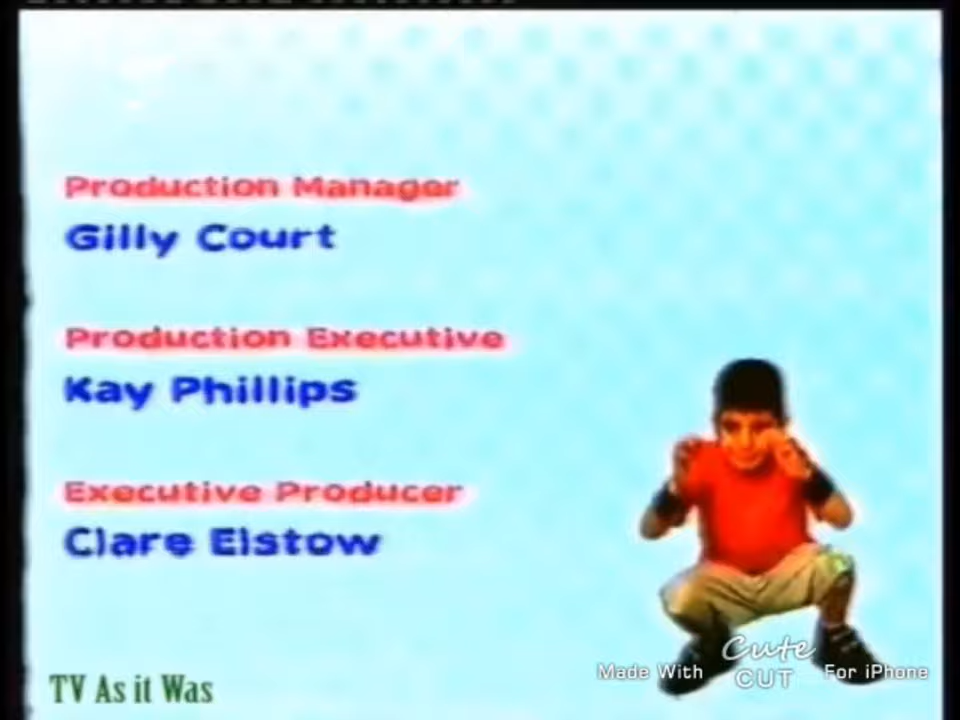 Production Manager
Gilly Court
Production Executive
Kay Phillips
Executive Producer
Clare Elstow
TV As it Was
Made With Cute CUT For iPhone